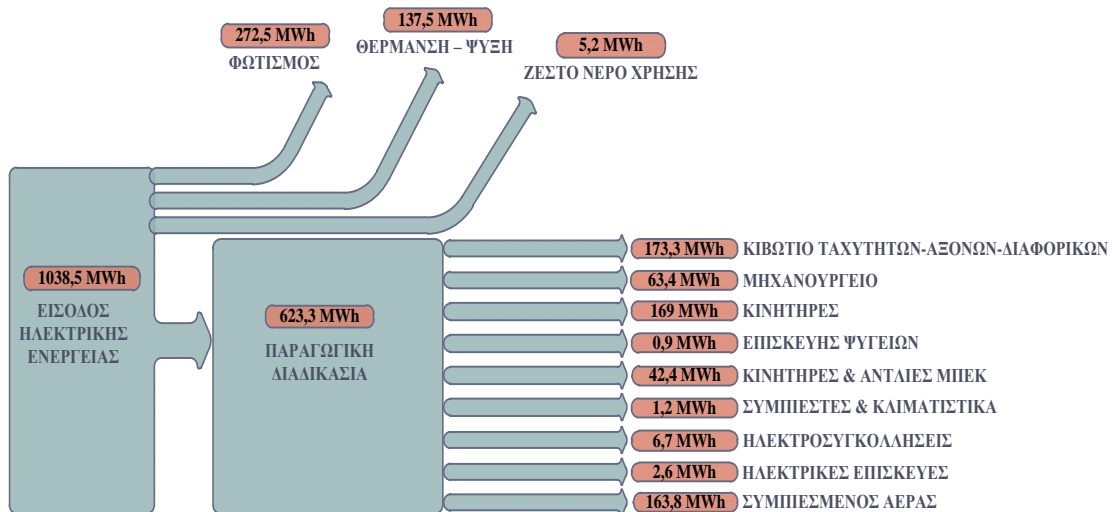 272,5 MWh
ΦΩΤΙΣΜΟΣ
137,5 MWh
ΘΕΡΜΑΝΣΗ – ΨΥΞΗ
5,2 MWh
ΖΕΣΤΟ ΝΕΡΟ ΧΡΗΣΗΣ
1038,5 MWh
ΕΙΣΟΔΟΣ
ΗΛΕΚΤΡΙΚΗΣ
ΕΝΕΡΓΕΙΑΣ
623,3 MWh
ΠΑΡΑΓΩΓΙΚΗ
ΔΙΑΔΙΚΑΣΙΑ
173,3 MWh ΚΙΒΩΤΙΟ ΤΑΧΥΤΗΤΩΝ-ΑΞΟΝΩΝ-ΔΙΑΦΟΡΙΚΩΝ
63,4 MWh ΜΗΧΑΝΟΥΡΓΕΙΟ
169 MWh ΚΙΝΗΤΗΡΕΣ
0,9 MWh ΕΠΙΣΚΕΥΗΣ ΨΥΓΕΙΩΝ
42,4 MWh ΚΙΝΗΤΗΡΕΣ & ΑΝΤΛΙΕΣ ΜΠΕΚ
1,2 MWh ΣΥΜΠΙΕΣΤΕΣ & ΚΛΙΜΑΤΙΣΤΙΚΑ
6,7 MWh ΗΛΕΚΤΡΟΣΥΓΚΟΛΛΗΣΕΙΣ
2,6 MWh ΗΛΕΚΤΡΙΚΕΣ ΕΠΙΣΚΕΥΕΣ
163,8 MWh ΣΥΜΠΙΕΣΜΕΝΟΣ ΑΕΡΑΣ